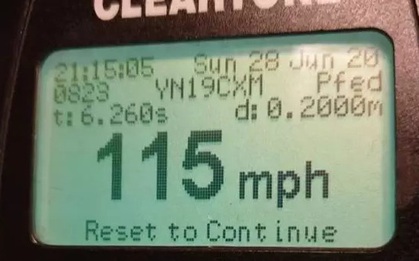 CLEARTONE
21:15:05 Sun 28 Jun 20
0823 YN19CXM Pfed
t: 6.260s d: 0.2000m
115 mph
Reset to Continue